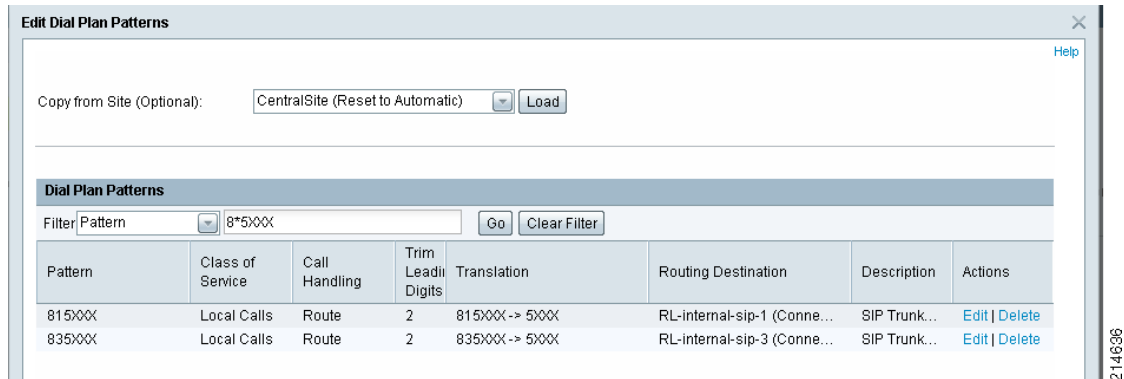 Edit Dial Plan Patterns
Help
Copy from Site (Optional): CentralSite (Reset to Automatic) Load
Dial Plan Patterns
Filter Pattern 8*5XXX Go Clear Filter
Pattern Class of Service Call Handling Trim Leadin Digits Translation Routing Destination Description Actions
815XXX Local Calls Route 2 815XXX -> 5XXX RL-internal-sip-1 (Conne... SIP Trunk... Edit | Delete
835XXX Local Calls Route 2 835XXX -> 5XXX RL-internal-sip-3 (Conne... SIP Trunk... Edit | Delete
214636